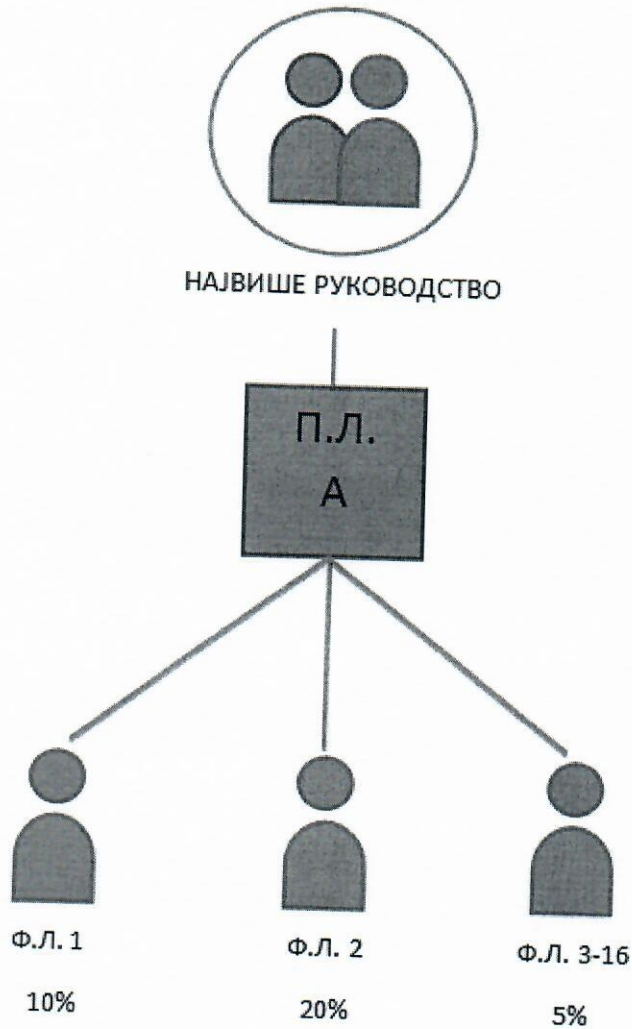 НАЈВИШЕ РУКОВОДСТВО
П.Л.
А
Ф.Л. 1
Ф.Л. 2
Ф.Л. 3-16
10%
20%
5%